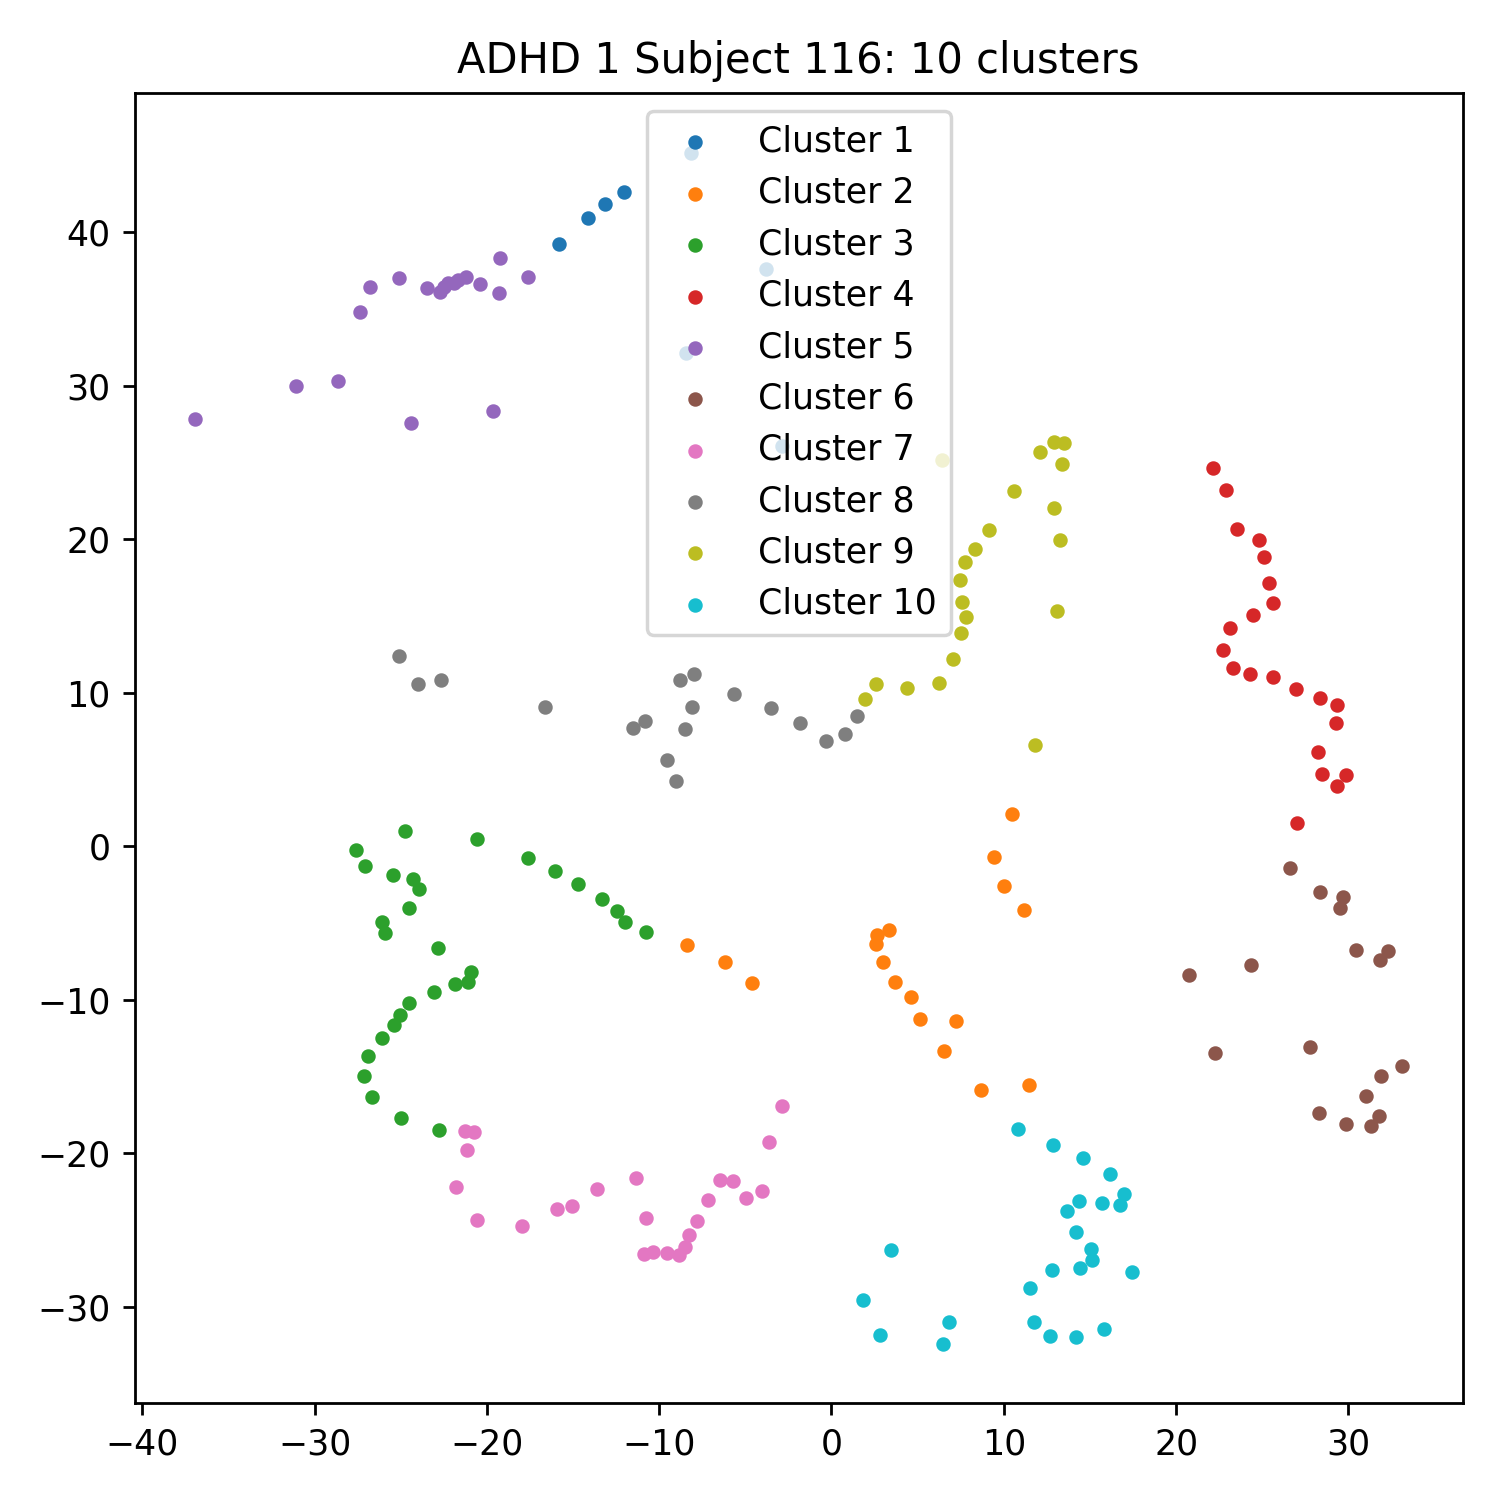 ADHD 1 Subject 116: 10 clusters
Cluster 1
Cluster 2
Cluster 3
Cluster 4
Cluster 5
Cluster 6
Cluster 7
Cluster 8
Cluster 9
Cluster 10
40
30
20
10
0
−10
−20
−30
−40 −30 −20 −10 0 10 20 30